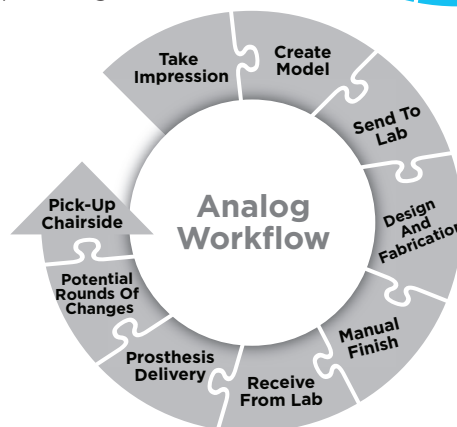 Take
Impression
Create
Model
Send To
Lab
Design
And
Fabrication
Manual
Finish
Receive
From Lab
Prosthesis
Delivery
Potential
Rounds Of
Changes
Pick-Up
Chairside
Analog
Workflow